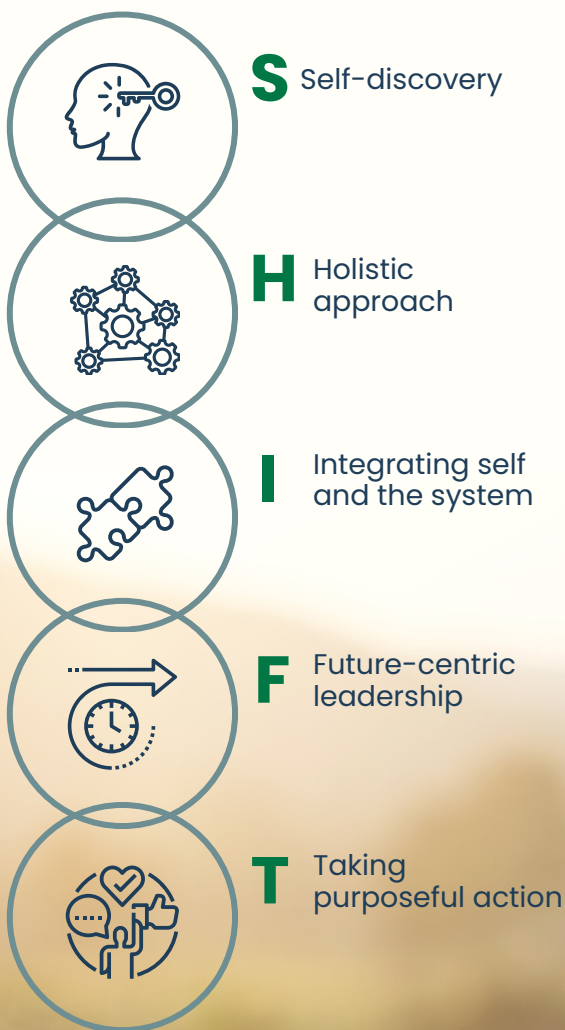 S Self-discovery
H Holistic
approach
I Integrating self
and the system
F Future-centric
leadership
T Taking
purposeful action